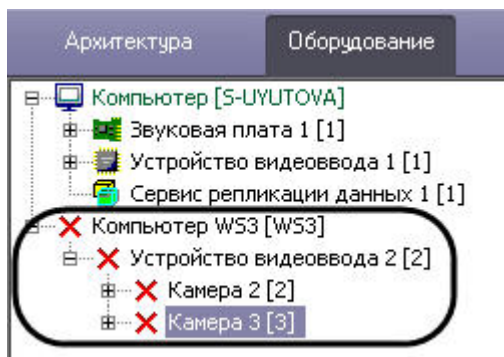 Архитектура Оборудование
Компьютер [S-UYUTOVA]
Звуковая плата 1 [1]
Устройство видеоввода 1 [1]
Сервис репликации данных 1 [1]
Компьютер WS3 [WS3]
Устройство видеоввода 2 [2]
Камера 2 [2]
Камера 3 [3]